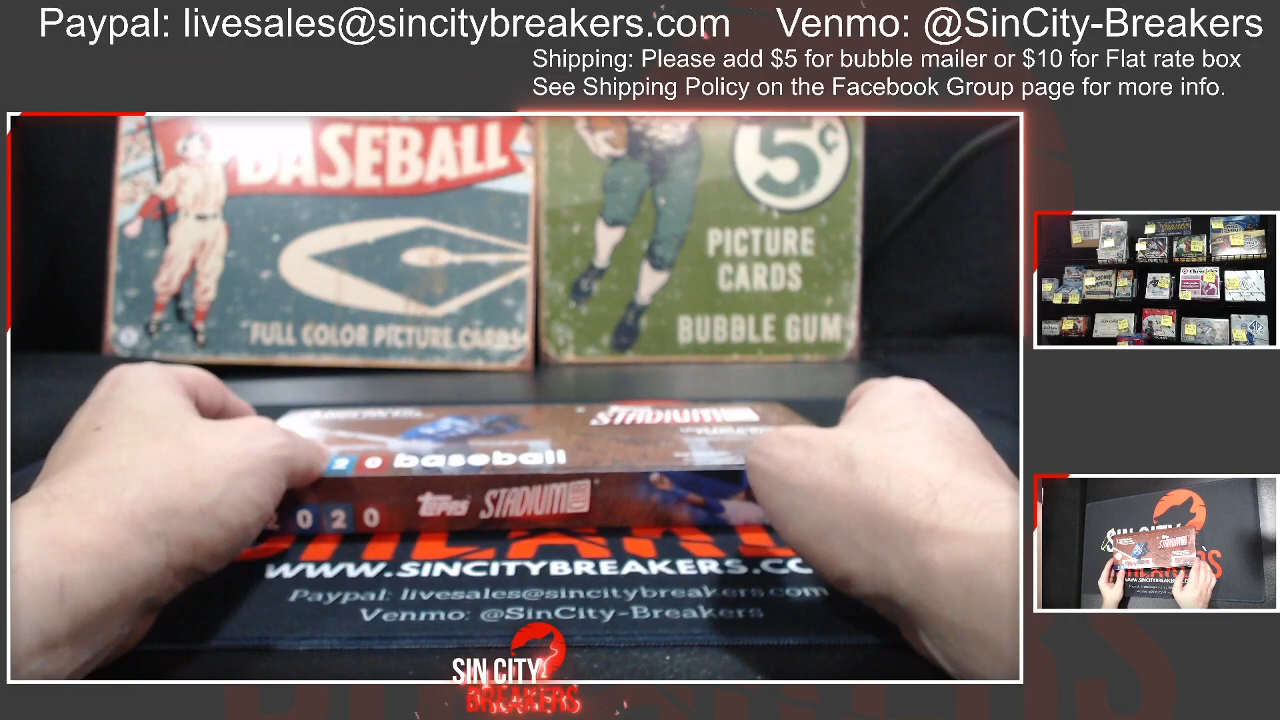 Paypal: livesales@sincitybreakers.com Venmo: @SinCity-Breakers
Shipping: Please add $5 for bubble mailer or $10 for Flat rate box
See Shipping Policy on the Facebook Group page for more info.
BASEBALL
5¢
PICTURE
CARDS
FULL COLOR PICTURE CARDS
BUBBLE GUM
STADIUM
20 baseball
2020 Topps STADIUM
WWW.SINCITYBREAKERS.CO
Paypal: livesales@sincitybreakers.com
Venmo: @SinCity-Breakers
SIN CITY
BREAKERS